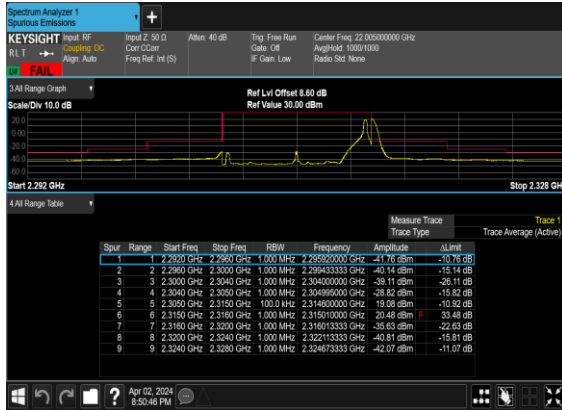 Spectrum Analyzer 1
Spurious Emissions
+
KEYSIGHT Input: RF Input Z: 50 Ω Atten: 40 dB Trig: Free Run Center Freq: 22.005000000 GHz
RLT Coupling: DC Corr CCorr Gate: Off Avg|Hold: 1000/1000
Align: Auto Freq Ref: Int (S) IF Gain: Low Radio Std: None
LU FAIL
3 All Range Graph Ref Lvl Offset 8.60 dB
Scale/Div 10.0 dB Ref Value 30.00 dBm
20.0
0.00
-20.0
-40.0
-60.0
Start 2.292 GHz Stop 2.328 GH
4 All Range Table
Measure Trace Trace 1
Trace Type Trace Average (Active)
Spur Range Start Freq Stop Freq RBW Frequency Amplitude ΔLimit
1 1 2.2920 GHz 2.2960 GHz 1.000 MHz 2.295920000 GHz -41.76 dBm -10.76 dB
2 2 2.2960 GHz 2.3000 GHz 1.000 MHz 2.299433333 GHz -40.14 dBm -15.14 dB
3 3 2.3000 GHz 2.3040 GHz 1.000 MHz 2.304000000 GHz -39.11 dBm -26.11 dB
4 4 2.3040 GHz 2.3050 GHz 1.000 MHz 2.304995000 GHz -28.82 dBm -15.82 dB
5 5 2.3050 GHz 2.3150 GHz 100.0 kHz 2.314600000 GHz 19.08 dBm -10.92 dB
6 6 2.3150 GHz 2.3160 GHz 1.000 MHz 2.315010000 GHz 20.48 dBm F 33.48 dB
7 7 2.3160 GHz 2.3200 GHz 1.000 MHz 2.316013333 GHz -35.63 dBm -22.63 dB
8 8 2.3200 GHz 2.3240 GHz 1.000 MHz 2.322113333 GHz -40.81 dBm -15.81 dB
9 9 2.3240 GHz 2.3280 GHz 1.000 MHz 2.324673333 GHz -42.07 dBm -11.07 dB
? Apr 02, 2024
8:50:46 PM